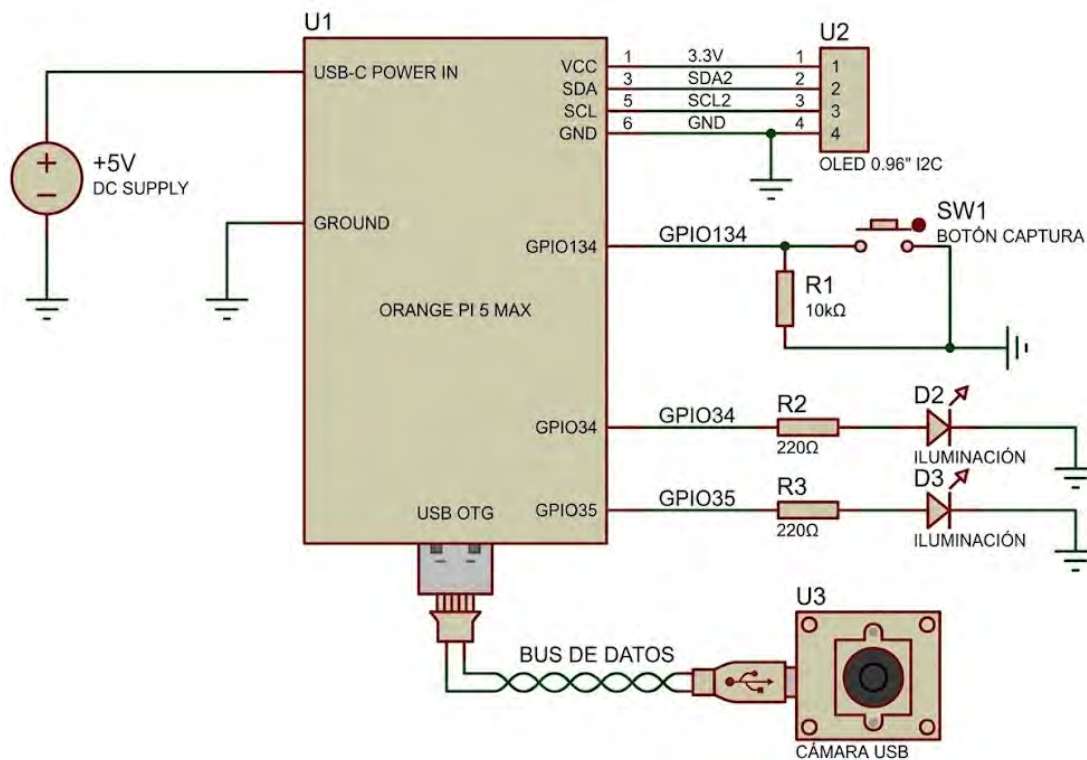 U1
USB-C POWER IN
+5V
DC SUPPLY
GROUND
ORANGE PI 5 MAX
VCC 1 3.3V 1 1
SDA 3 SDA2 2 2
SCL 5 SCL2 3 3
GND 6 GND 4 4
U2
OLED 0.96" I2C
GPIO134 GPIO134
SW1
BOTÓN CAPTURA
R1
10kΩ
GPIO34 GPIO34
R2
220Ω
D2
ILUMINACIÓN
GPIO35 GPIO35
R3
220Ω
D3
ILUMINACIÓN
USB OTG
BUS DE DATOS
U3
CÁMARA USB